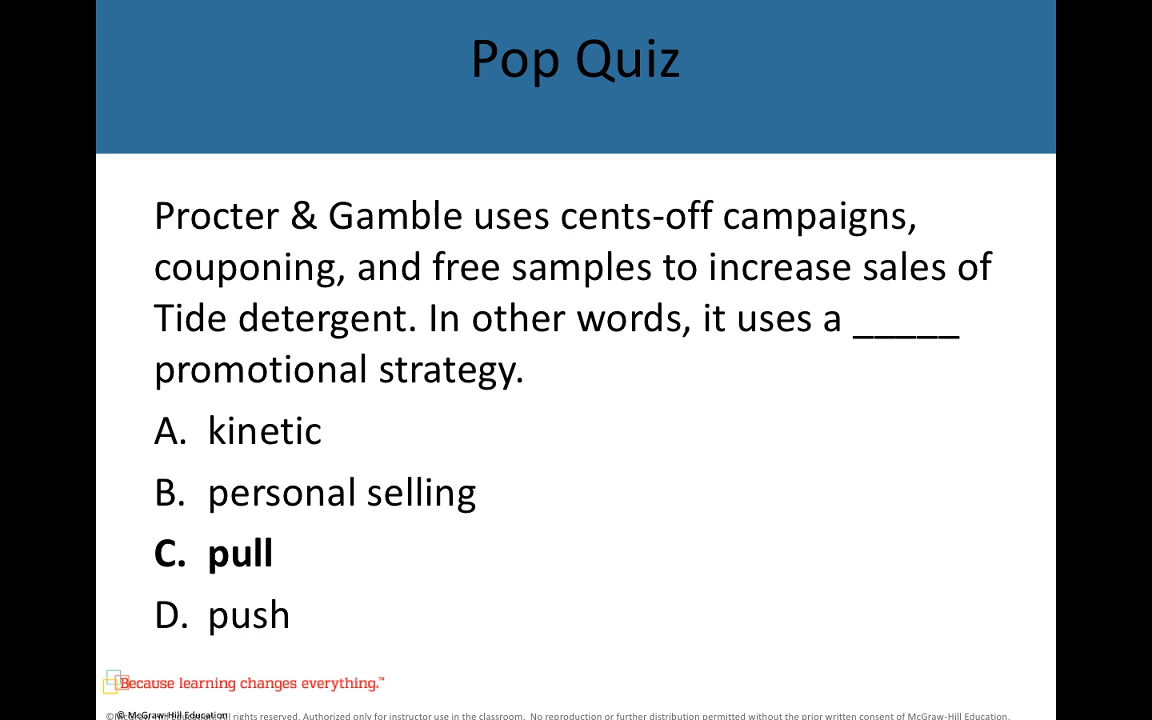 Pop Quiz
Procter & Gamble uses cents-off campaigns,
couponing, and free samples to increase sales of
Tide detergent. In other words, it uses a _____
promotional strategy.
A. kinetic
B. personal selling
C. pull
D. push
Because learning changes everything.™
© McGraw-Hill Education
©McGraw-Hill Education. All rights reserved. Authorized only for instructor use in the classroom. No reproduction or further distribution permitted without the prior written consent of McGraw-Hill Education.